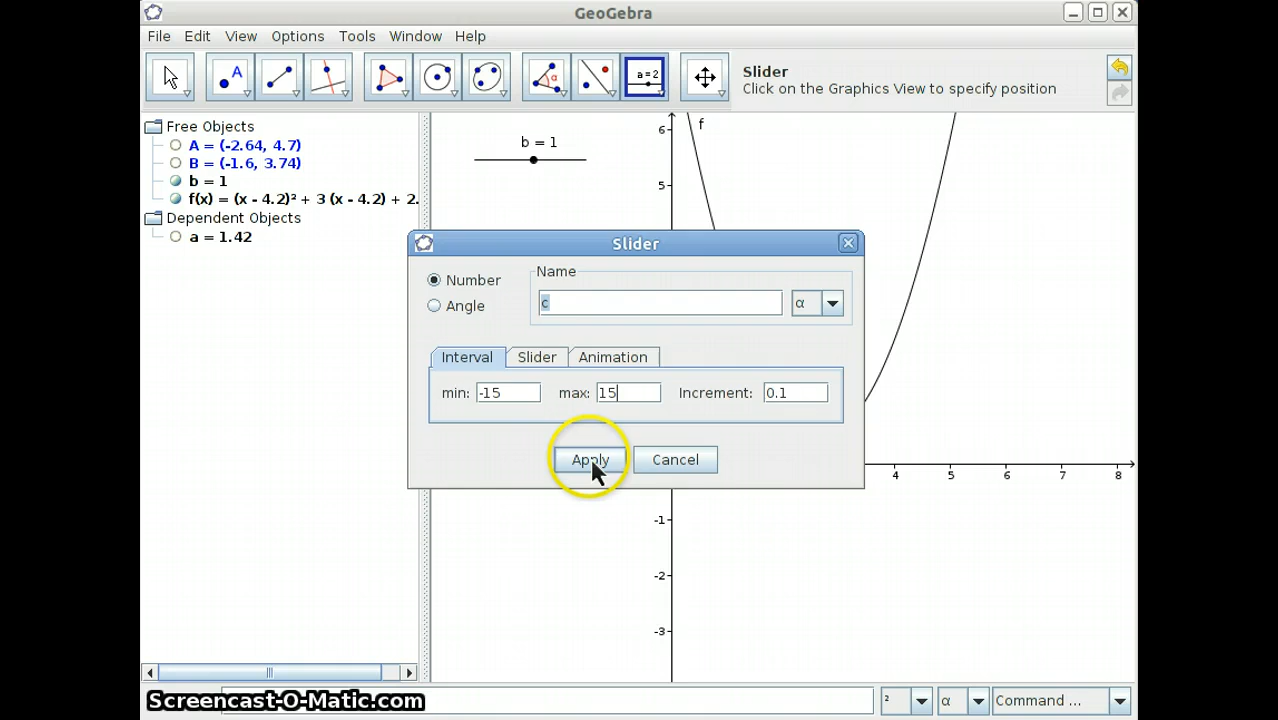 GeoGebra
File Edit View Options Tools Window Help
A
α
a = 2
Slider
Click on the Graphics View to specify position
Free Objects
A = (-2.64, 4.7)
B = (-1.6, 3.74)
b = 1
f(x) = (x - 4.2)² + 3 (x - 4.2) + 2.
Dependent Objects
a = 1.42
b = 1
f
6
5
Slider
Number
Angle
Name
c
α
Interval Slider Animation
min: -15 max: 15 Increment: 0.1
Apply Cancel
4 5 6 7 8
-1
-2
-3
Screencast-O-Matic.com
² α Command ...